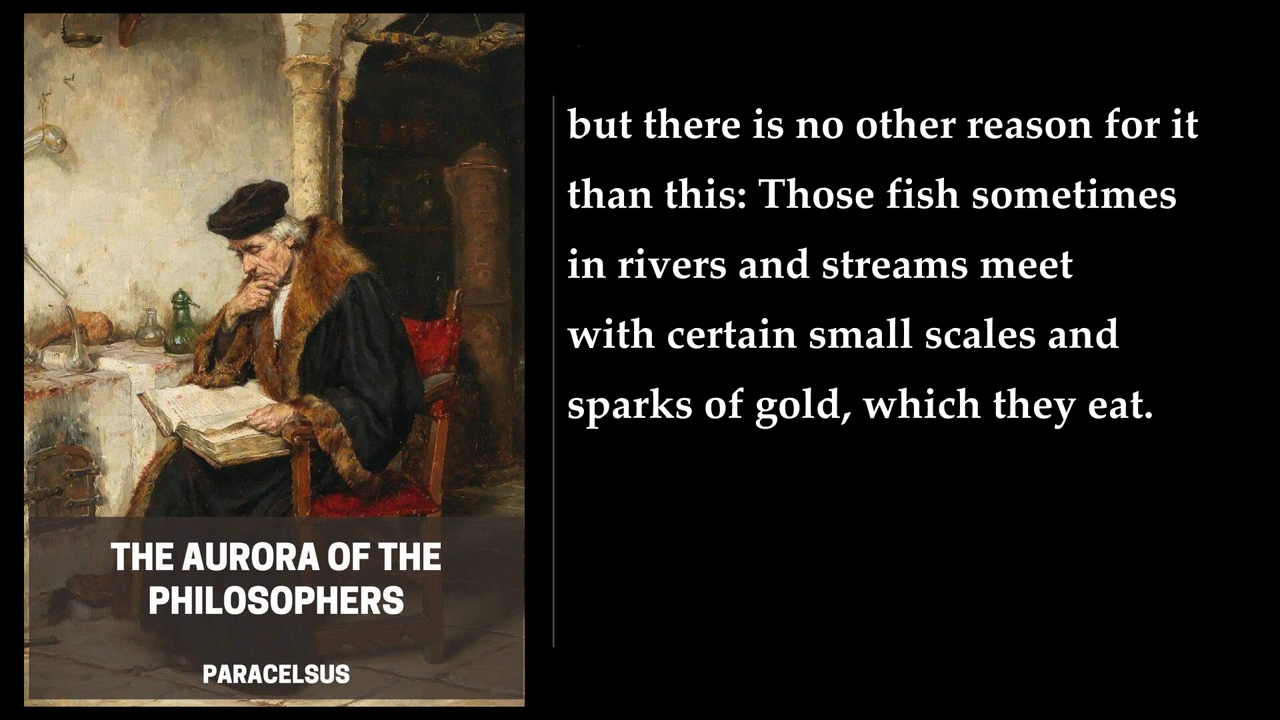 but there is no other reason for it
than this: Those fish sometimes
in rivers and streams meet
with certain small scales and
sparks of gold, which they eat.
THE AURORA OF THE
PHILOSOPHERS
PARACELSUS